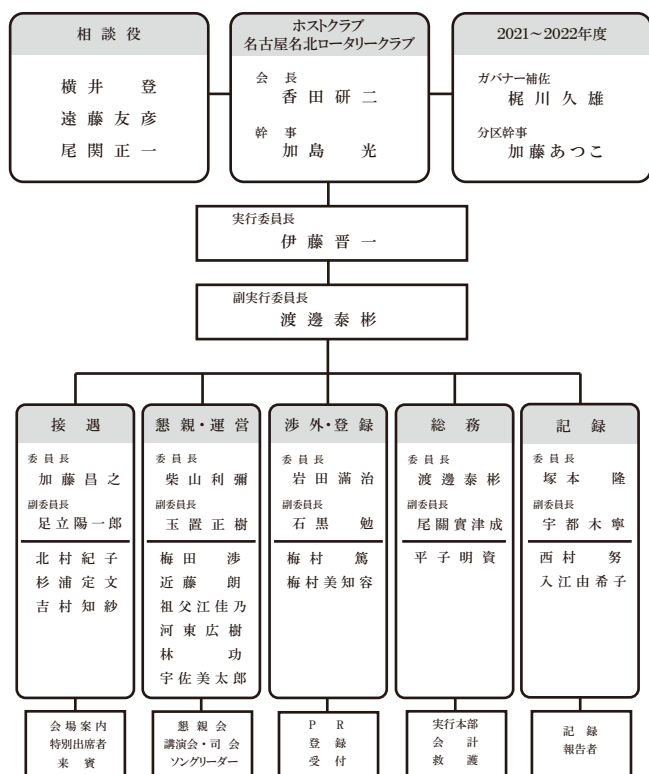 相談役
横井 登
遠藤友彦
尾関正一
ホストクラブ
名古屋名北ロータリークラブ
会長
香田研二
幹事
加島 光
2021～2022年度
ガバナー補佐
梶川久雄
分区幹事
加藤あつこ
実行委員長
伊藤晋一
副実行委員長
渡邊泰彬
接遇
委員長
加藤昌之
副委員長
足立陽一郎
北村紀子
杉浦定文
吉村知紗
会場案内
特別出席者
来賓
懇親・運営
委員長
柴山利彌
副委員長
玉置正樹
梅田 渉
近藤 朗
祖父江佳乃
河東広樹
林 功
宇佐美太郎
懇親会
講演会・司会
ソングリーダー
渉外・登録
委員長
岩田滿治
副委員長
石黒 勉
梅村 篤
梅村美知容
PR
登録
受付
総務
委員長
渡邊泰彬
副委員長
尾關實津成
平子明資
実行本部
会計
救護
記録
委員長
塚本 隆
副委員長
宇都木寧
西村 努
入江由希子
記録
報告者